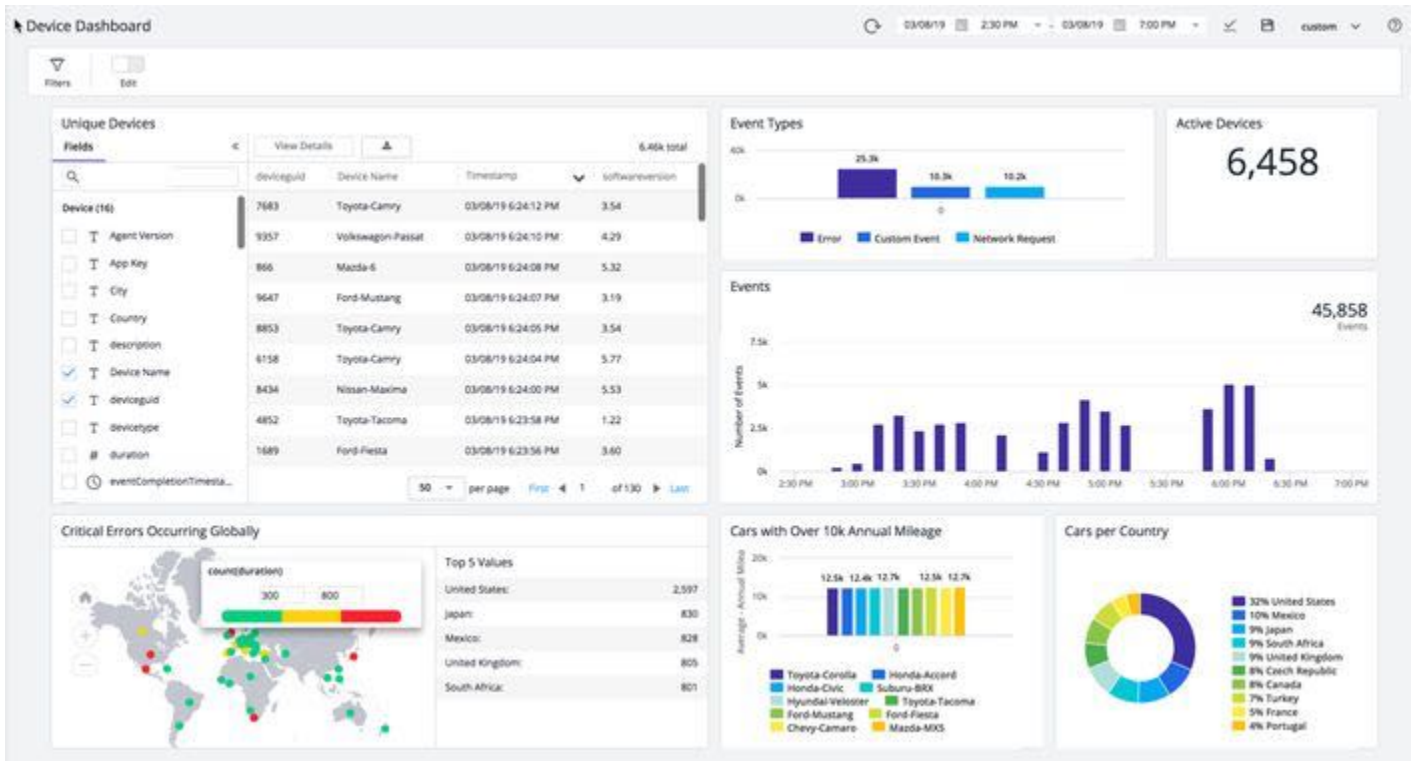 Device Dashboard
03/08/19 2:30 PM - 03/08/19 7:00 PM custom
Filters
Edit
Unique Devices
Fields
View Details
6.46k total
deviceguid Device Name Timestamp softwareversion
Device (16)
Agent Version
App Key
City
Country
description
Device Name
deviceguid
devicetype
# duration
eventCompletionTimesta...
7683 Toyota-Camry 03/08/19 6:24:12 PM 3.54
9357 Volkswagon-Passat 03/08/19 6:24:10 PM 4.29
866 Mazda-6 03/08/19 6:24:08 PM 5.32
9647 Ford-Mustang 03/08/19 6:24:07 PM 3.19
8853 Toyota-Camry 03/08/19 6:24:05 PM 3.54
6158 Toyota-Camry 03/08/19 6:24:04 PM 5.77
8434 Nissan-Maxima 03/08/19 6:24:00 PM 5.53
4852 Toyota-Tacoma 03/08/19 6:23:58 PM 1.22
1689 Ford-Fiesta 03/08/19 6:23:56 PM 3.60
50 per page First 1 of 130 Last
Event Types
40k
0k
25.3k 10.3k 10.2k
0
Error Custom Event Network Request
Active Devices
6,458
Events
45,858
Events
Number of Events
7.5k
5k
2.5k
0k
2:30 PM 3:00 PM 3:30 PM 4:00 PM 4:30 PM 5:00 PM 5:30 PM 6:00 PM 6:30 PM 7:00 PM
Critical Errors Occurring Globally
count(duration)
300 800
Top 5 Values
United States: 2,597
Japan: 830
Mexico: 828
United Kingdom: 805
South Africa: 801
Cars with Over 10k Annual Mileage
Average - Annual Milea
20k
10k
0k
12.5k 12.4k 12.7k 12.5k 12.7k
0
Toyota-Corolla Honda-Accord
Honda-Civic Suburu-BRX
Hyundai-Veloster Toyota-Tacoma
Ford-Mustang Ford-Fiesta
Chevy-Camaro Mazda-MX5
Cars per Country
32% United States
10% Mexico
9% Japan
9% South Africa
9% United Kingdom
8% Czech Republic
8% Canada
7% Turkey
5% France
4% Portugal